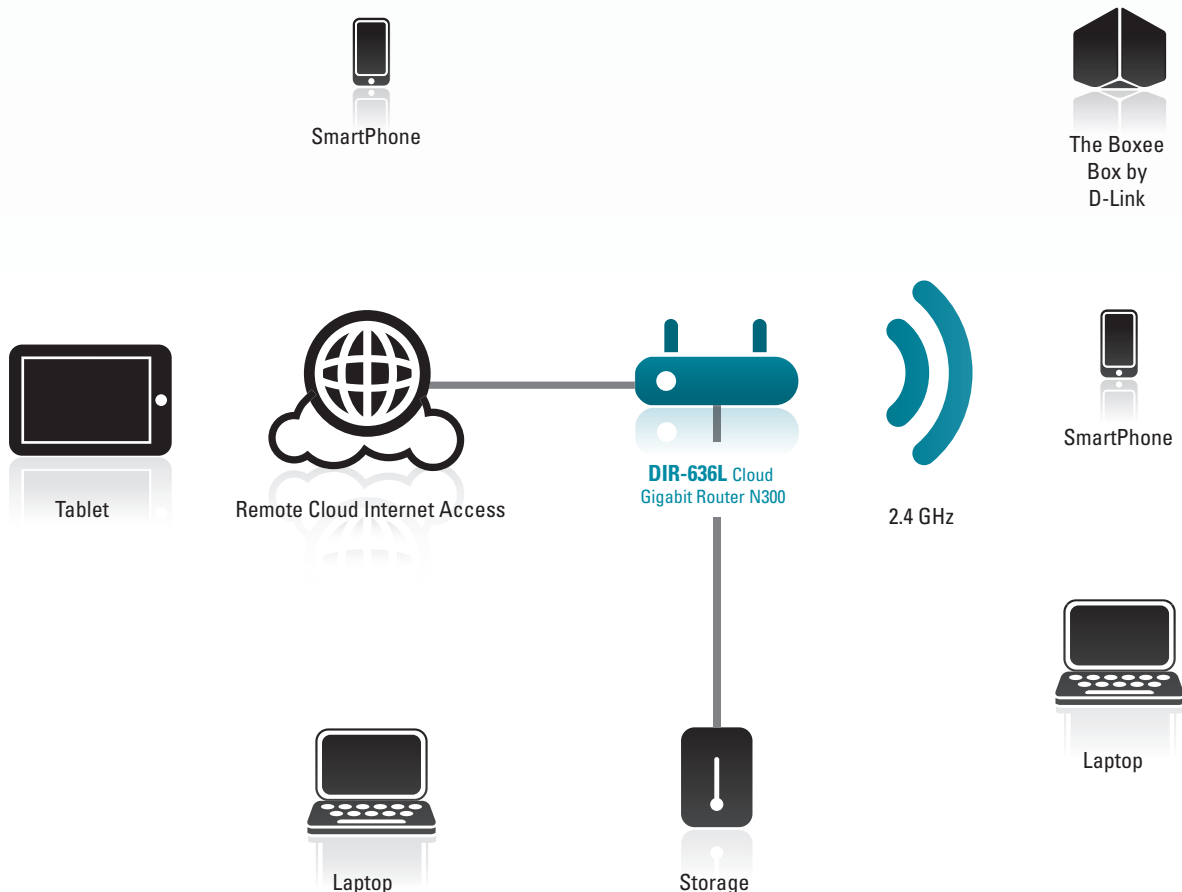 SmartPhone
The Boxee
Box by
D-Link
SmartPhone
DIR-636L Cloud
Gigabit Router N300
Tablet
Remote Cloud Internet Access
2.4 GHz
Laptop
Laptop
Storage